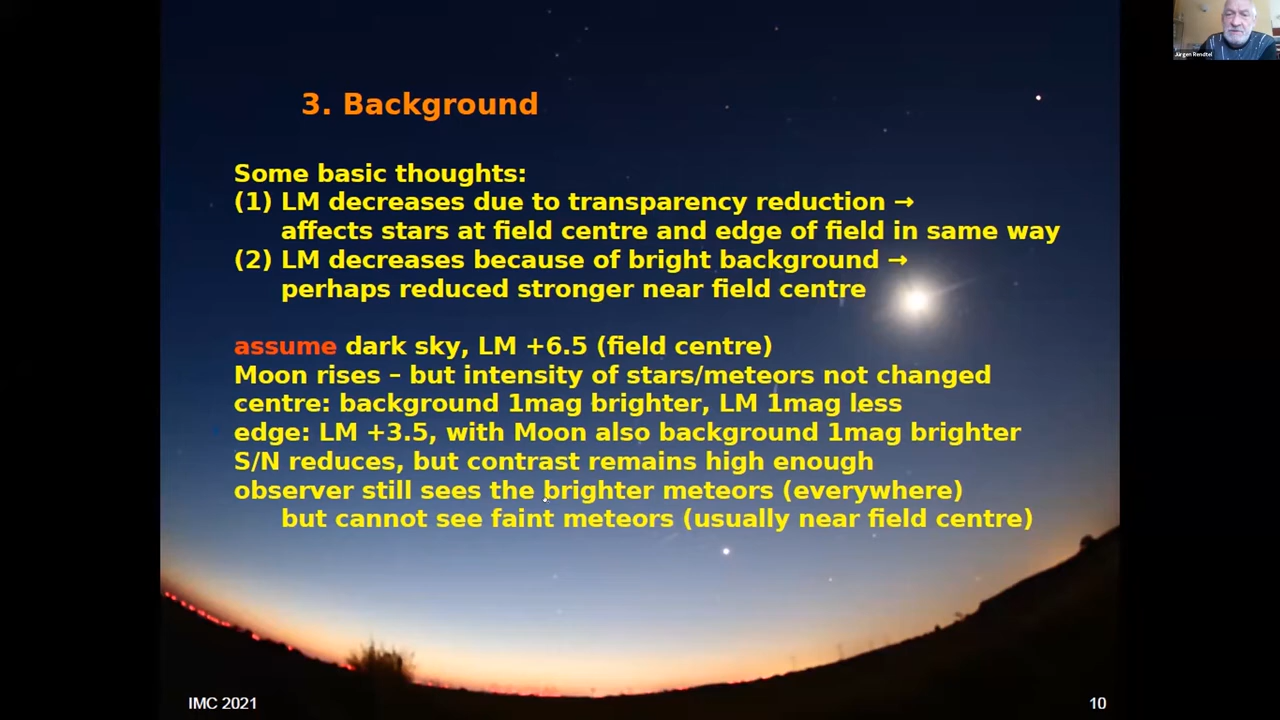 Jürgen Rendtel
3. Background
Some basic thoughts:
(1) LM decreases due to transparency reduction →
affects stars at field centre and edge of field in same way
(2) LM decreases because of bright background →
perhaps reduced stronger near field centre
assume dark sky, LM +6.5 (field centre)
Moon rises – but intensity of stars/meteors not changed
centre: background 1mag brighter, LM 1mag less
edge: LM +3.5, with Moon also background 1mag brighter
S/N reduces, but contrast remains high enough
observer still sees the brighter meteors (everywhere)
but cannot see faint meteors (usually near field centre)
IMC 2021
10